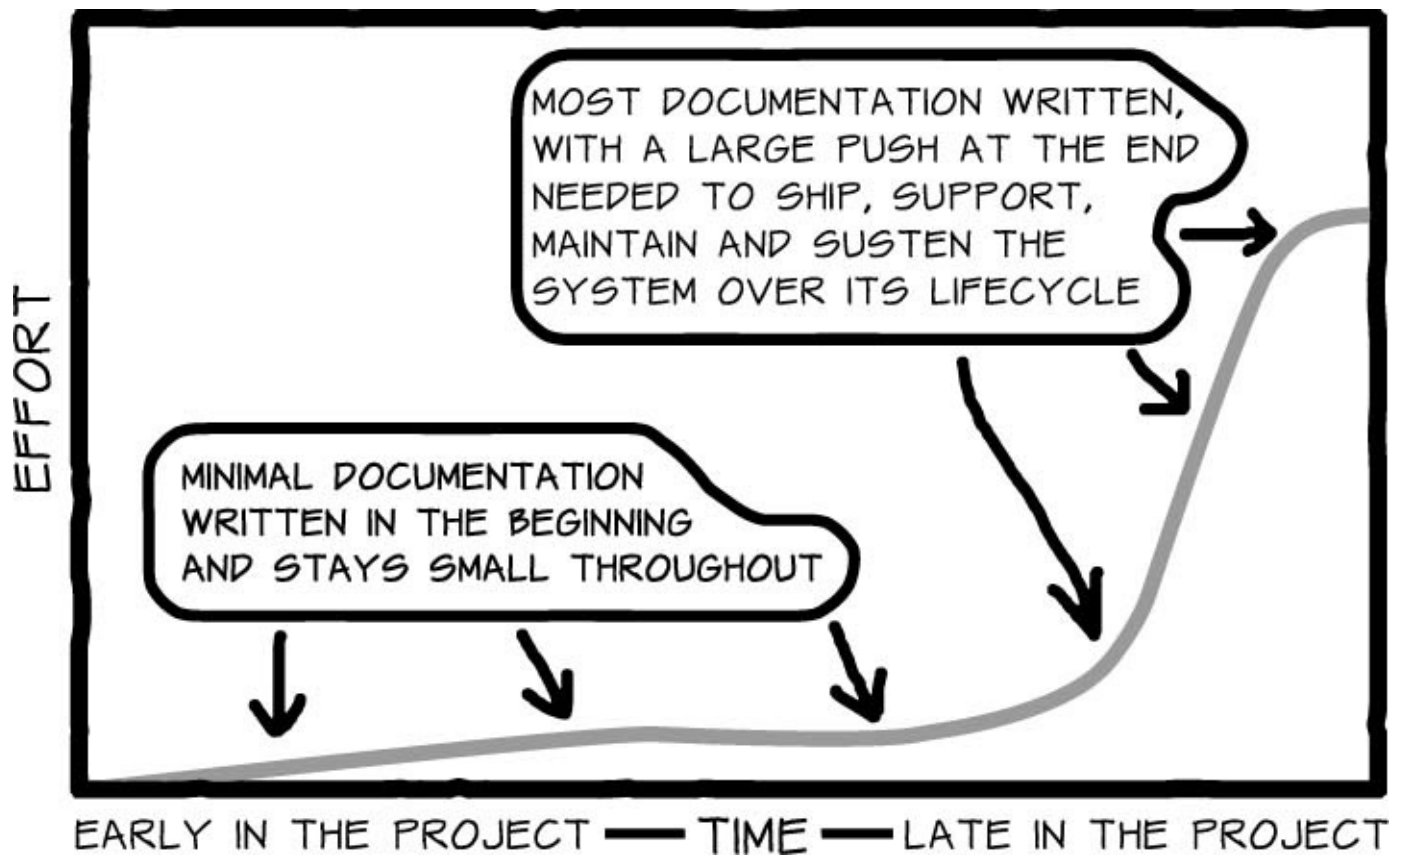 MOST DOCUMENTATION WRITTEN,
WITH A LARGE PUSH AT THE END
NEEDED TO SHIP, SUPPORT,
MAINTAIN AND SUSTEN THE
SYSTEM OVER ITS LIFECYCLE
EFFORT
MINIMAL DOCUMENTATION
WRITTEN IN THE BEGINNING
AND STAYS SMALL THROUGHOUT
EARLY IN THE PROJECT — TIME — LATE IN THE PROJECT